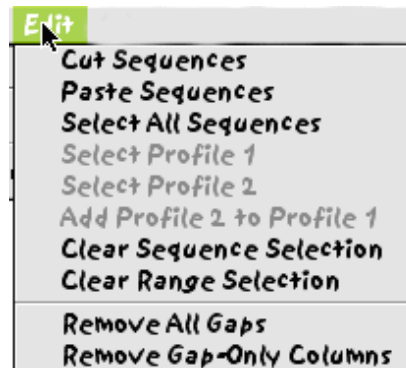 Edit
Cut Sequences
Paste Sequences
Select All Sequences
Select Profile 1
Select Profile 2
Add Profile 2 to Profile 1
Clear Sequence Selection
Clear Range Selection
Remove All Gaps
Remove Gap-Only Columns